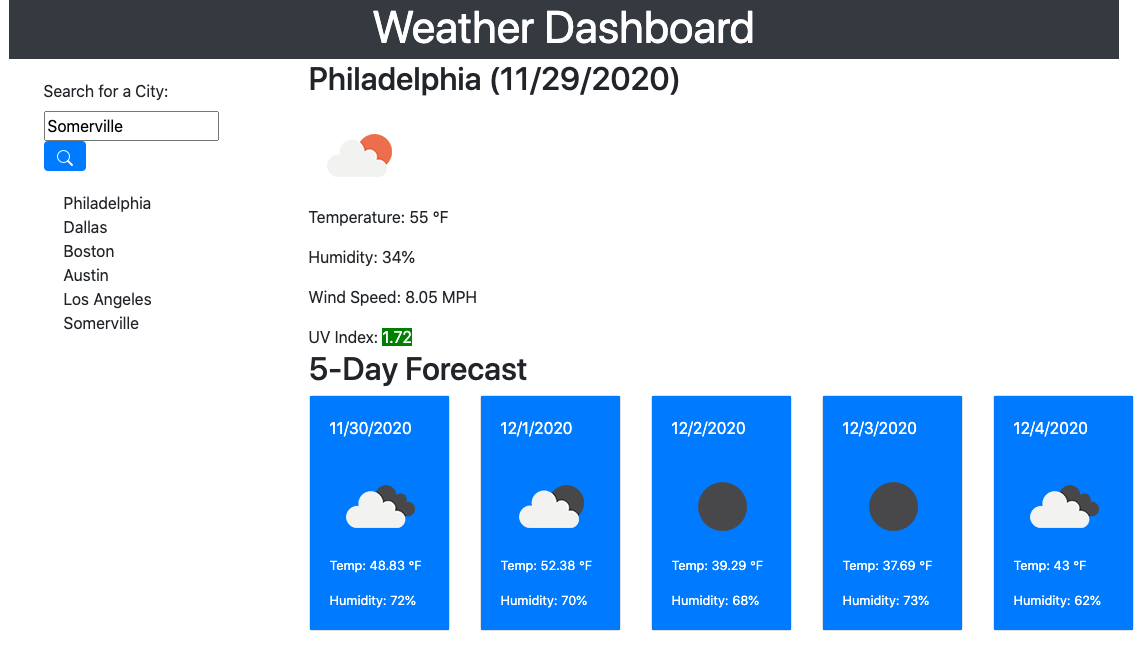 Weather Dashboard
Search for a City:
Somerville
Philadelphia
Dallas
Boston
Austin
Los Angeles
Somerville
Philadelphia (11/29/2020)
Temperature: 55 °F
Humidity: 34%
Wind Speed: 8.05 MPH
UV Index: 1.72
5-Day Forecast
11/30/2020
Temp: 48.83 °F
Humidity: 72%
12/1/2020
Temp: 52.38 °F
Humidity: 70%
12/2/2020
Temp: 39.29 °F
Humidity: 68%
12/3/2020
Temp: 37.69 °F
Humidity: 73%
12/4/2020
Temp: 43 °F
Humidity: 62%